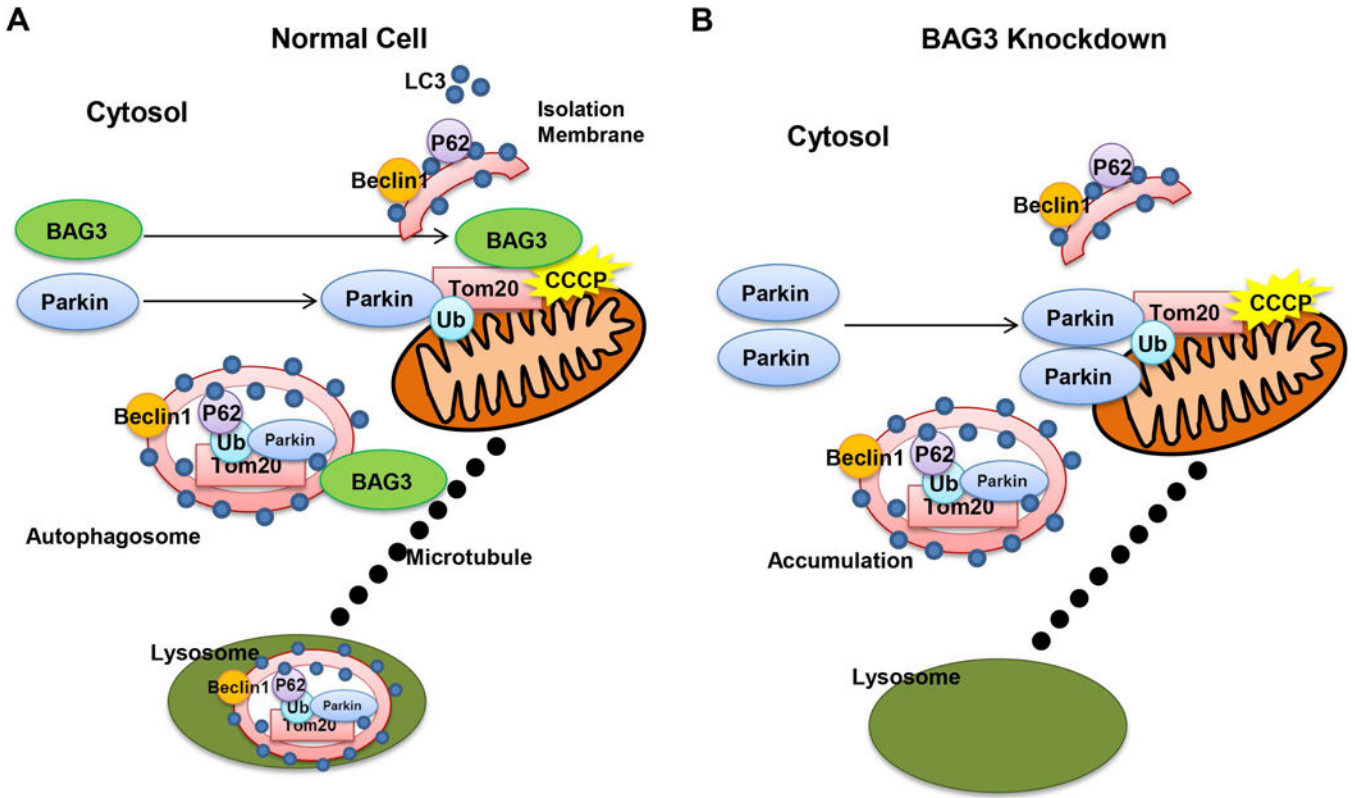 A
Normal Cell
LC3
Cytosol
Isolation
Membrane
P62
Beclin1
BAG3
BAG3
CCCP
Parkin
Parkin
Tom20
Ub
Beclin1
P62
Ub
Parkin
Tom20
BAG3
Autophagosome
Microtubule
Lysosome
Beclin1
P62
Ub
Parkin
Tom20
B
BAG3 Knockdown
Cytosol
P62
Beclin1
Parkin
Parkin
Parkin
Tom20
CCCP
Ub
Parkin
Beclin1
P62
Ub
Parkin
Tom20
Accumulation
Lysosome